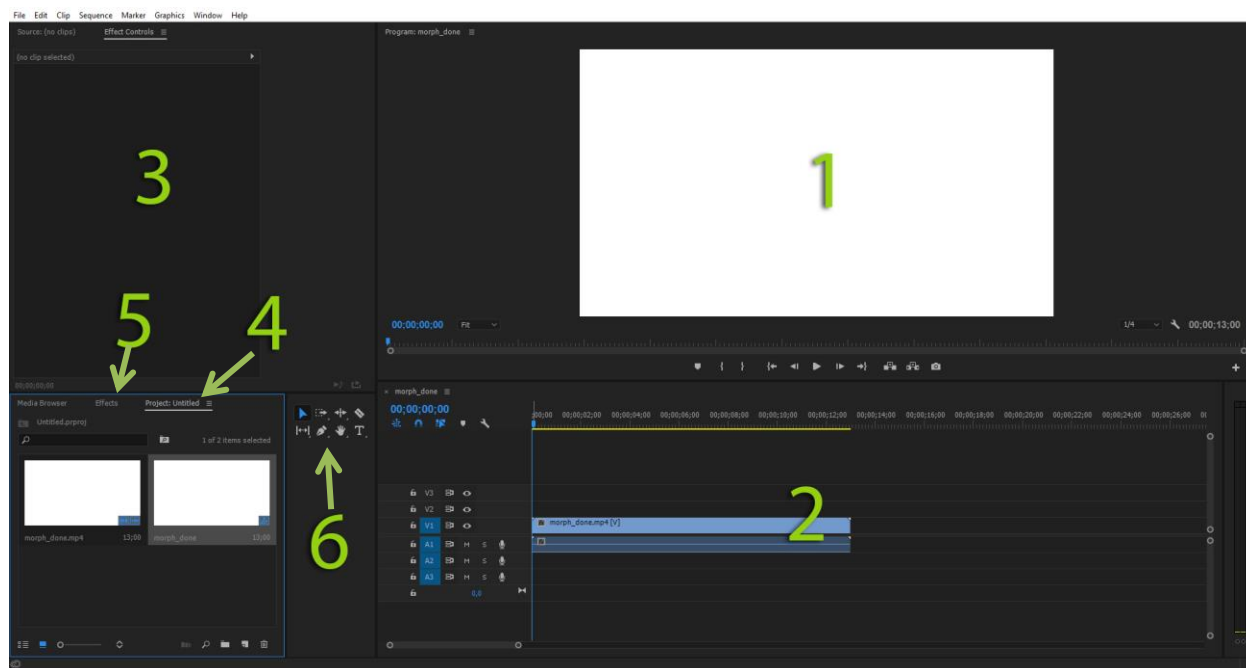 File Edit Clip Sequence Marker Graphics Window Help
Source: (no clips) Effect Controls
Program: morph_done
(no clip selected)
3
1
5
4
00;00;00;00 Fit
1/4 00;00;13;00
00;00;00;00
Media Browser Effects Project: Untitled
Untitled.prproj
1 of 2 items selected
morph_done.mp4 13;00
morph_done 13;00
T
6
× morph_done
00;00;00;00
;00;00 00;00;02;00 00;00;04;00 00;00;06;00 00;00;08;00 00;00;10;00 00;00;12;00 00;00;14;00 00;00;16;00 00;00;18;00 00;00;20;00 00;00;22;00 00;00;24;00 00;00;26;00
V3
V2
V1 morph_done.mp4 [V]
2
A1 M S
A2 M S
A3 M S
0,0